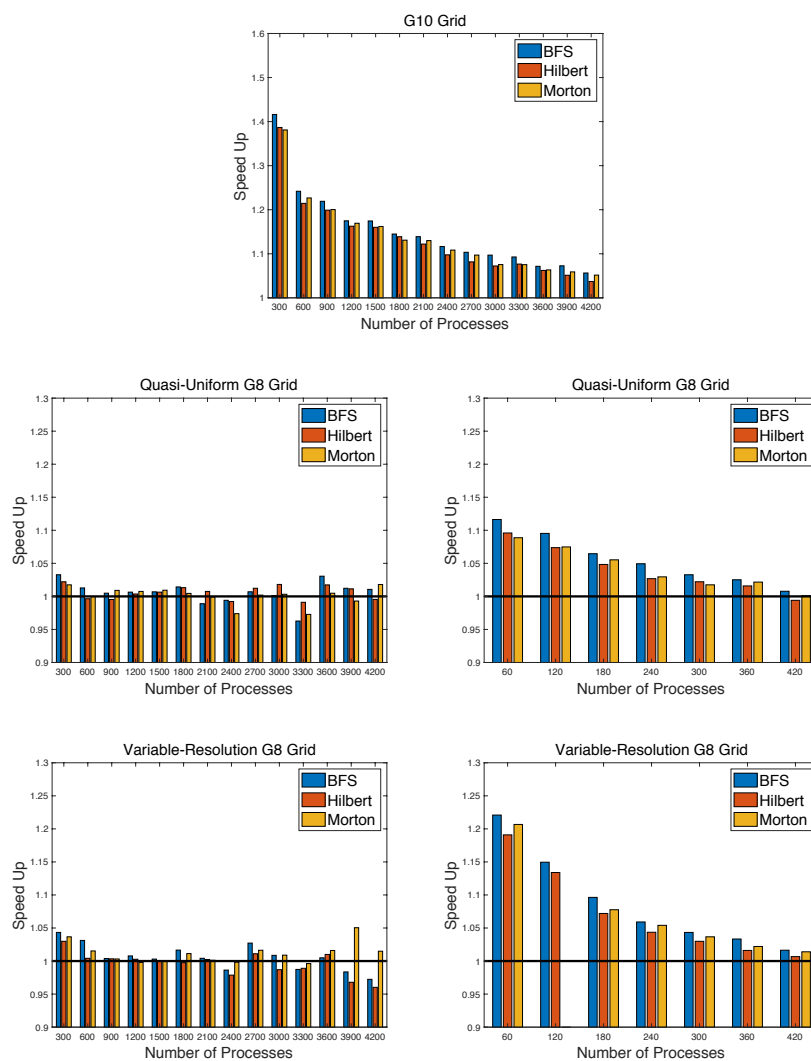 G10 Grid
1.6
1.5
1.4
1.3
1.2
1.1
1
Speed Up
BFS
Hilbert
Morton
300 600 900 1200 1500 1800 2100 2400 2700 3000 3300 3600 3900 4200
Number of Processes
Quasi-Uniform G8 Grid
1.3
1.25
1.2
1.15
1.1
1.05
1
0.95
0.9
Speed Up
BFS
Hilbert
Morton
300 600 900 1200 1500 1800 2100 2400 2700 3000 3300 3600 3900 4200
Number of Processes
Quasi-Uniform G8 Grid
1.3
1.25
1.2
1.15
1.1
1.05
1
0.95
0.9
Speed Up
BFS
Hilbert
Morton
60 120 180 240 300 360 420
Number of Processes
Variable-Resolution G8 Grid
1.3
1.25
1.2
1.15
1.1
1.05
1
0.95
0.9
Speed Up
BFS
Hilbert
Morton
300 600 900 1200 1500 1800 2100 2400 2700 3000 3300 3600 3900 4200
Number of Processes
Variable-Resolution G8 Grid
1.3
1.25
1.2
1.15
1.1
1.05
1
0.95
0.9
Speed Up
BFS
Hilbert
Morton
60 120 180 240 300 360 420
Number of Processes